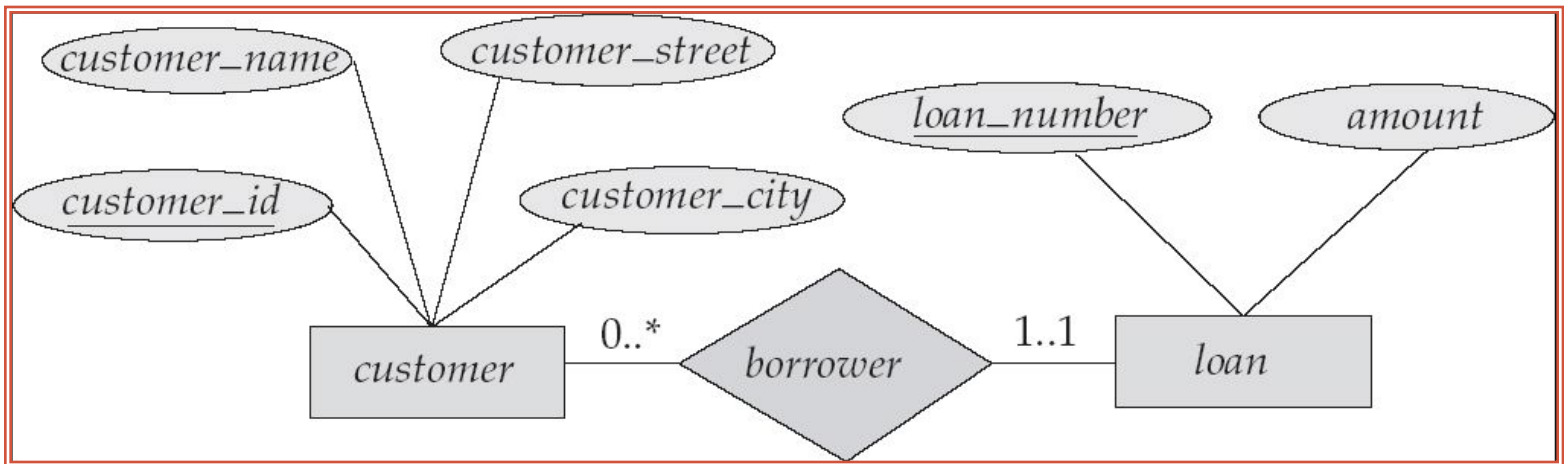 customer_name
customer_street
loan_number
amount
customer_id
customer_city
0..*
1..1
customer
borrower
loan